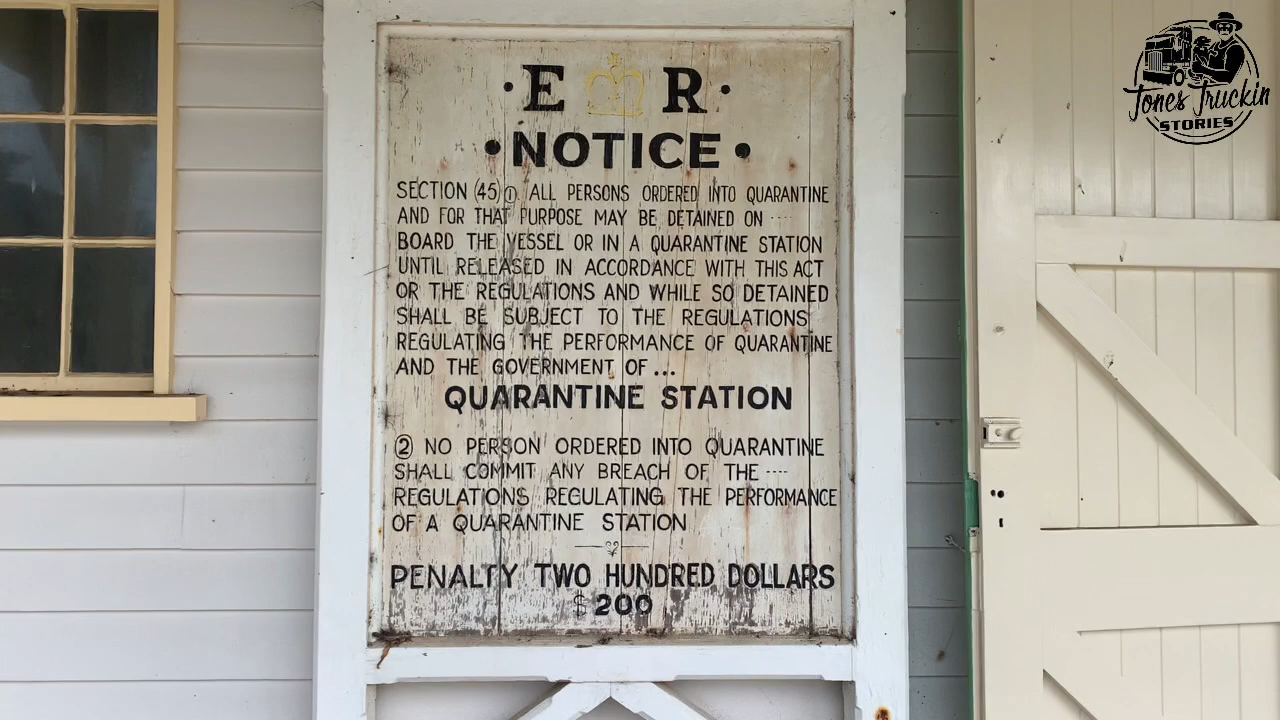 · E R ·
• NOTICE •
SECTION (45) ① ALL PERSONS ORDERED INTO QUARANTINE
AND FOR THAT PURPOSE MAY BE DETAINED ON ----
BOARD THE VESSEL OR IN A QUARANTINE STATION
UNTIL RELEASED IN ACCORDANCE WITH THIS ACT
OR THE REGULATIONS AND WHILE SO DETAINED
SHALL BE SUBJECT TO THE REGULATIONS
REGULATING THE PERFORMANCE OF QUARANTINE
AND THE GOVERNMENT OF ...
QUARANTINE STATION
② NO PERSON ORDERED INTO QUARANTINE
SHALL COMMIT ANY BREACH OF THE ----
REGULATIONS REGULATING THE PERFORMANCE
OF A QUARANTINE STATION
PENALTY TWO HUNDRED DOLLARS
$200
Jones Truckin
STORIES